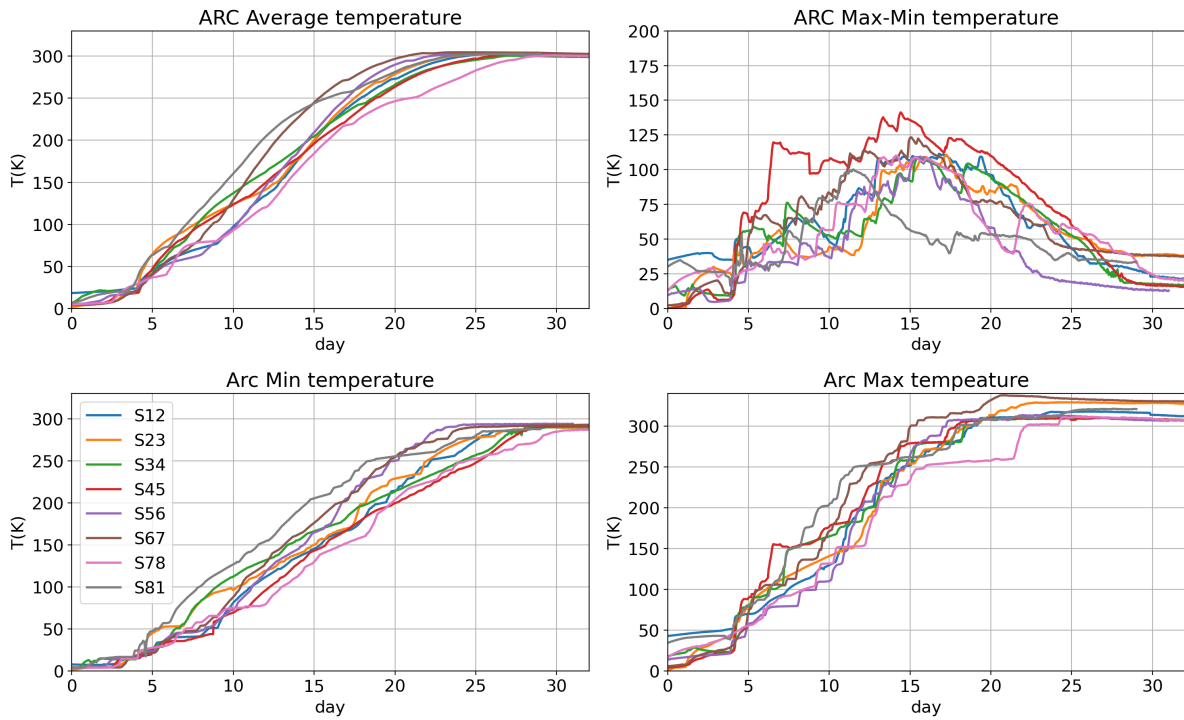 ARC Average temperature
T(K)
300
250
200
150
100
50
0
0 5 10 15 20 25 30
day
ARC Max-Min temperature
T(K)
200
175
150
125
100
75
50
25
0
0 5 10 15 20 25 30
day
Arc Min temperature
T(K)
300
250
200
150
100
50
0
S12
S23
S34
S45
S56
S67
S78
S81
0 5 10 15 20 25 30
day
Arc Max tempeature
T(K)
300
250
200
150
100
50
0
0 5 10 15 20 25 30
day